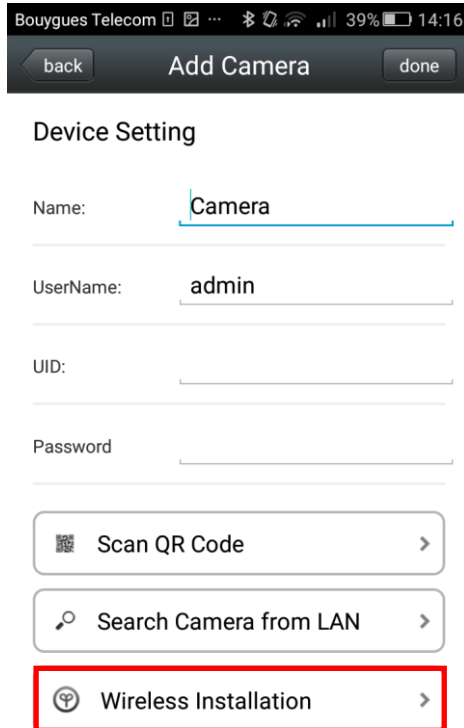 Bouygues Telecom 39% 14:16
back Add Camera done
Device Setting
Name: Camera
UserName: admin
UID:
Password
Scan QR Code
Search Camera from LAN
Wireless Installation